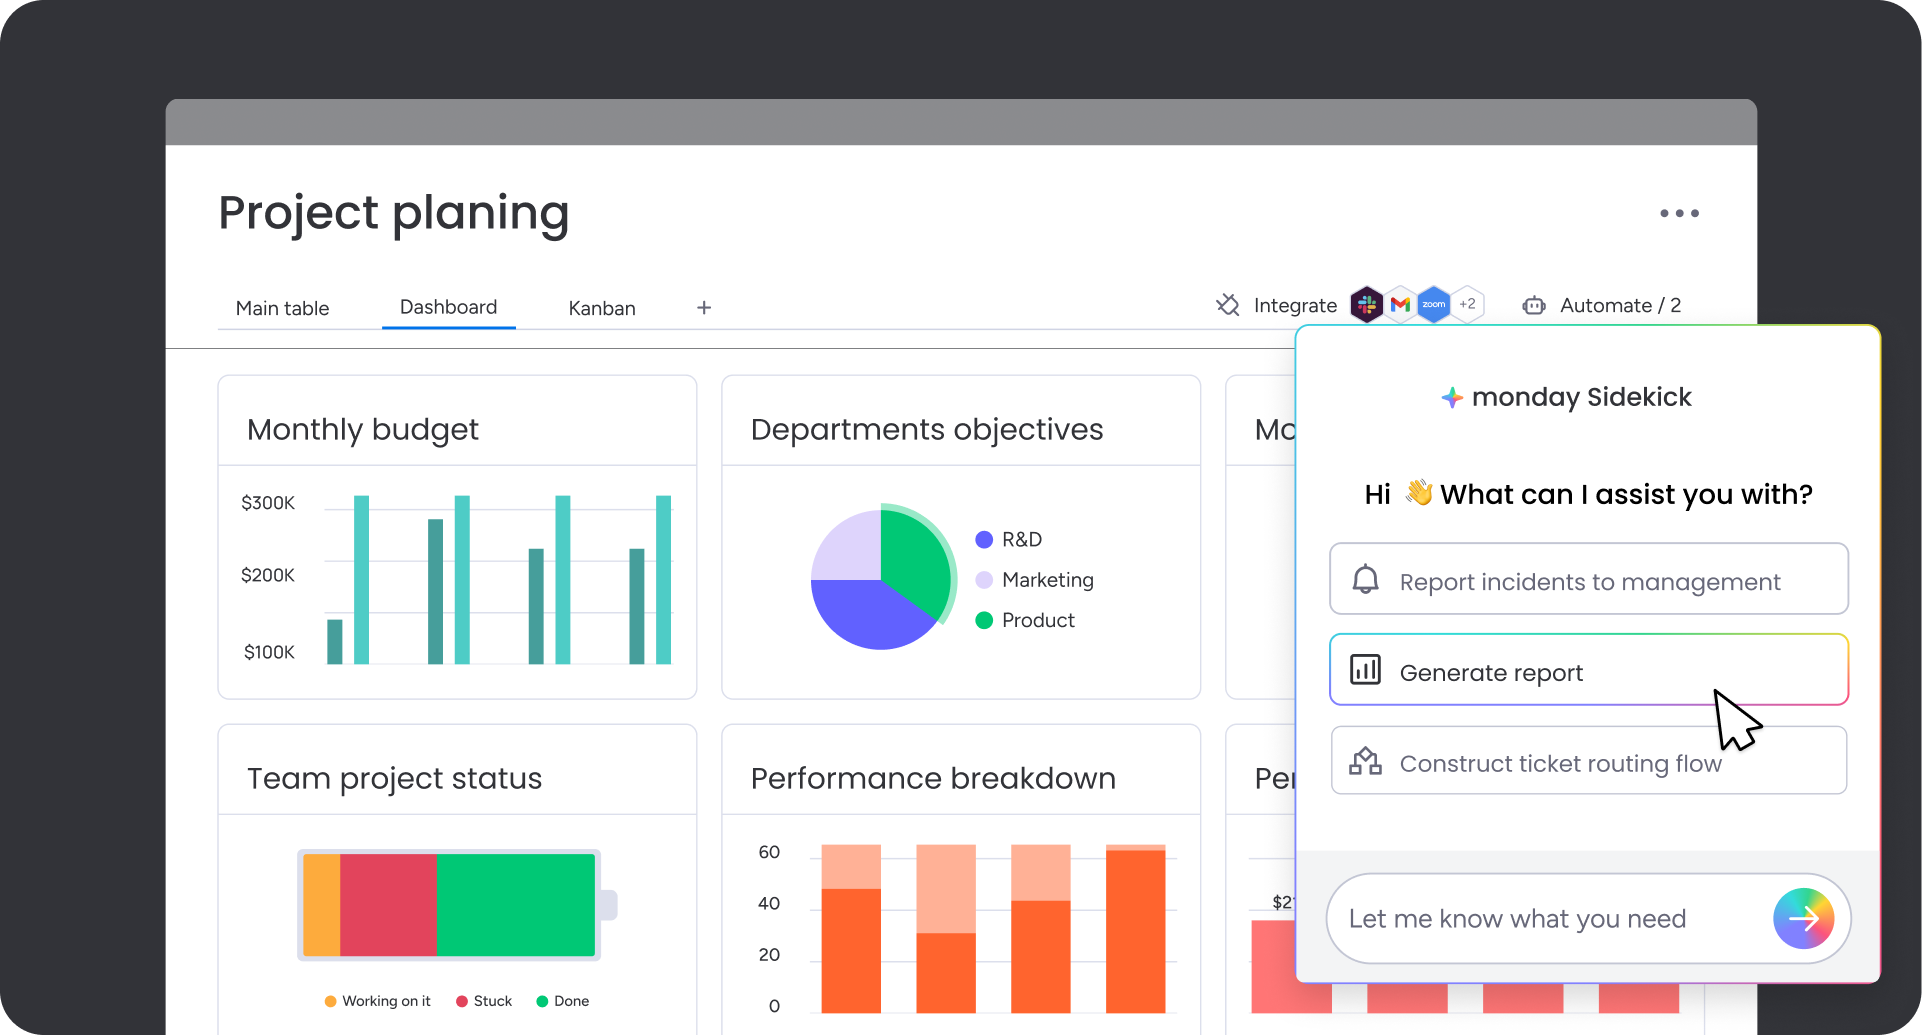 Project planing
Main table
Dashboard
Kanban
+
Integrate
zoom
+2
Automate / 2
Monthly budget
$300K
$200K
$100K
Departments objectives
R&D
Marketing
Product
Team project status
Working on it
Stuck
Done
Performance breakdown
60
40
20
0
monday Sidekick
Hi 👋 What can I assist you with?
Report incidents to management
Generate report
Construct ticket routing flow
Let me know what you need